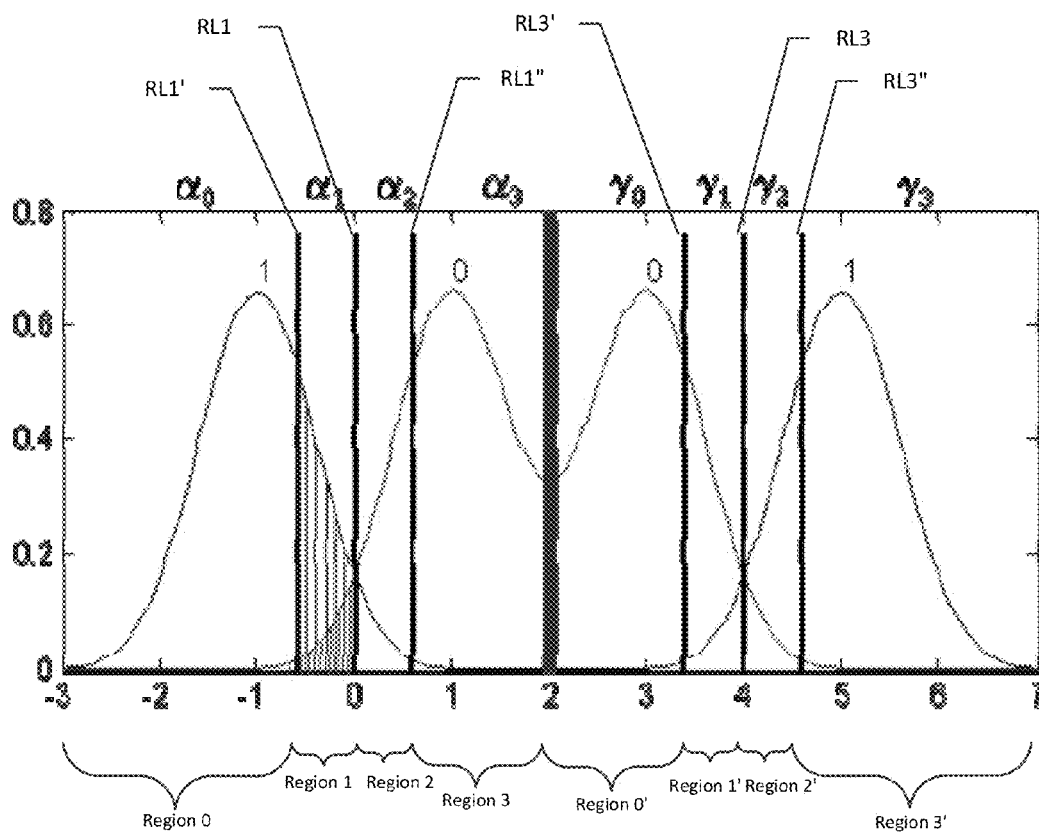 RL1
RL3'
RL3
RL1'
RL1"
RL3"
α0 α1 α2 α3 γ0 γ1 γ2 γ3
0.8
1 0 0 1
0.6
0.4
0.2
0
-3 -2 -1 0 1 2 3 4 5 6 7
Region 1 Region 2 Region 1' Region 2'
Region 0 Region 3 Region 0' Region 3'